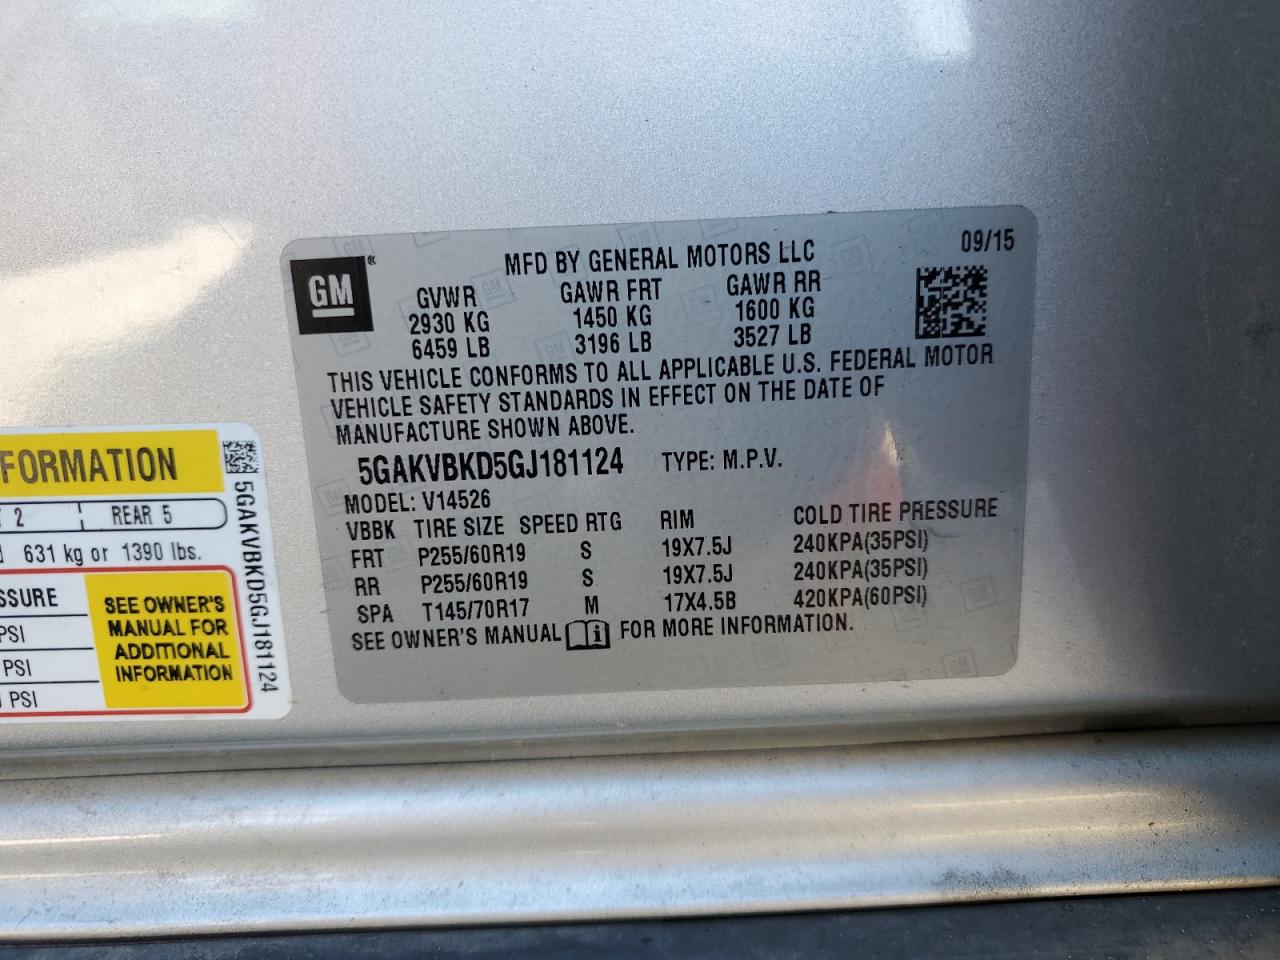 GM®
MFD BY GENERAL MOTORS LLC
09/15
GVWR GAWR FRT GAWR RR
2930 KG 1450 KG 1600 KG
6459 LB 3196 LB 3527 LB
THIS VEHICLE CONFORMS TO ALL APPLICABLE U.S. FEDERAL MOTOR
VEHICLE SAFETY STANDARDS IN EFFECT ON THE DATE OF
MANUFACTURE SHOWN ABOVE.
5GAKVBKD5GJ181124 TYPE: M.P.V.
MODEL: V14526
VBBK TIRE SIZE SPEED RTG RIM COLD TIRE PRESSURE
FRT P255/60R19 S 19X7.5J 240KPA(35PSI)
RR P255/60R19 S 19X7.5J 240KPA(35PSI)
SPA T145/70R17 M 17X4.5B 420KPA(60PSI)
SEE OWNER'S MANUAL FOR MORE INFORMATION.
FORMATION
2 REAR 5
631 kg or 1390 lbs.
SSURE
PSI
PSI
PSI
SEE OWNER'S
MANUAL FOR
ADDITIONAL
INFORMATION
5GAKVBKD5GJ181124